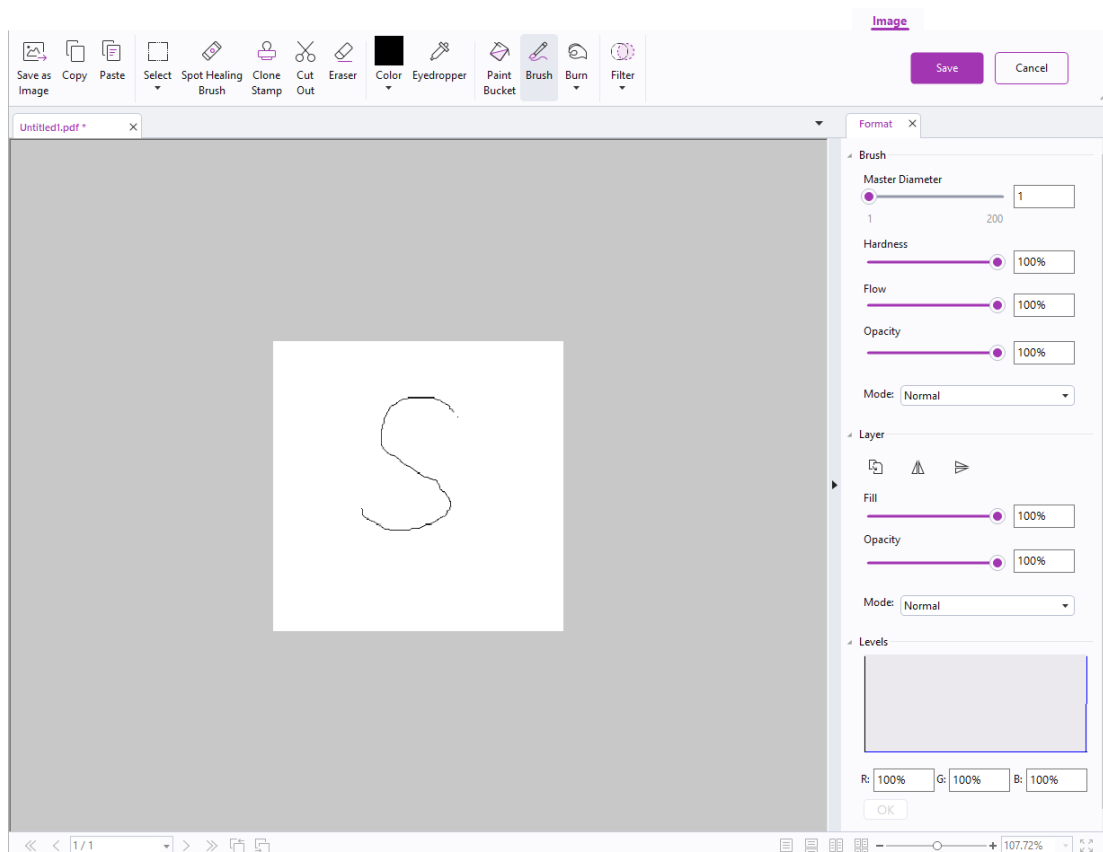 Image
Save as Image
Copy
Paste
Select
Spot Healing Brush
Clone Stamp
Cut Out
Eraser
Color
Eyedropper
Paint Bucket
Brush
Burn
Filter
Save
Cancel
Untitled1.pdf *
Format
Brush
Master Diameter
1
1 200
Hardness
100%
Flow
100%
Opacity
100%
Mode: Normal
S
Layer
Fill
100%
Opacity
100%
Mode: Normal
Levels
R: 100% G: 100% B: 100%
OK
1 / 1
107.72%